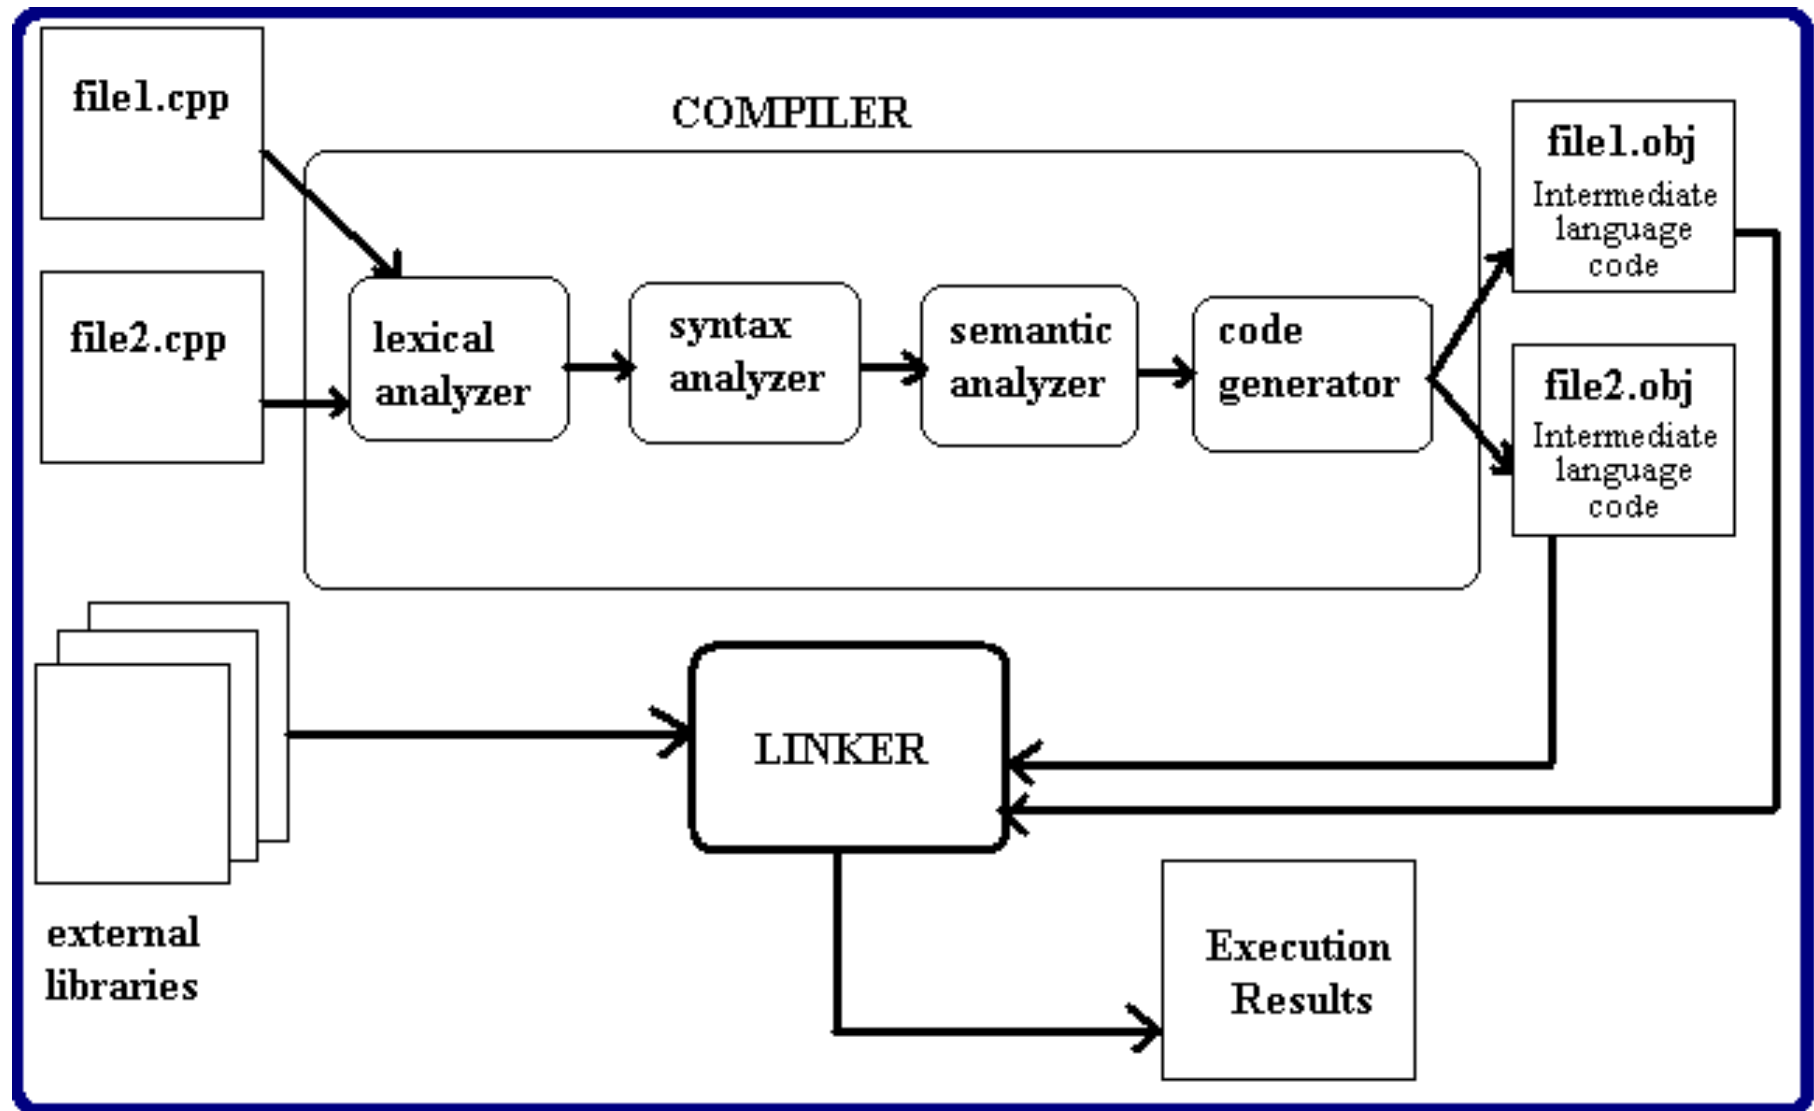 file1.cpp
COMPILER
file1.obj
Intermediate
language
code
file2.cpp
lexical
analyzer
syntax
analyzer
semantic
analyzer
code
generator
file2.obj
Intermediate
language
code
LINKER
external
libraries
Execution
Results